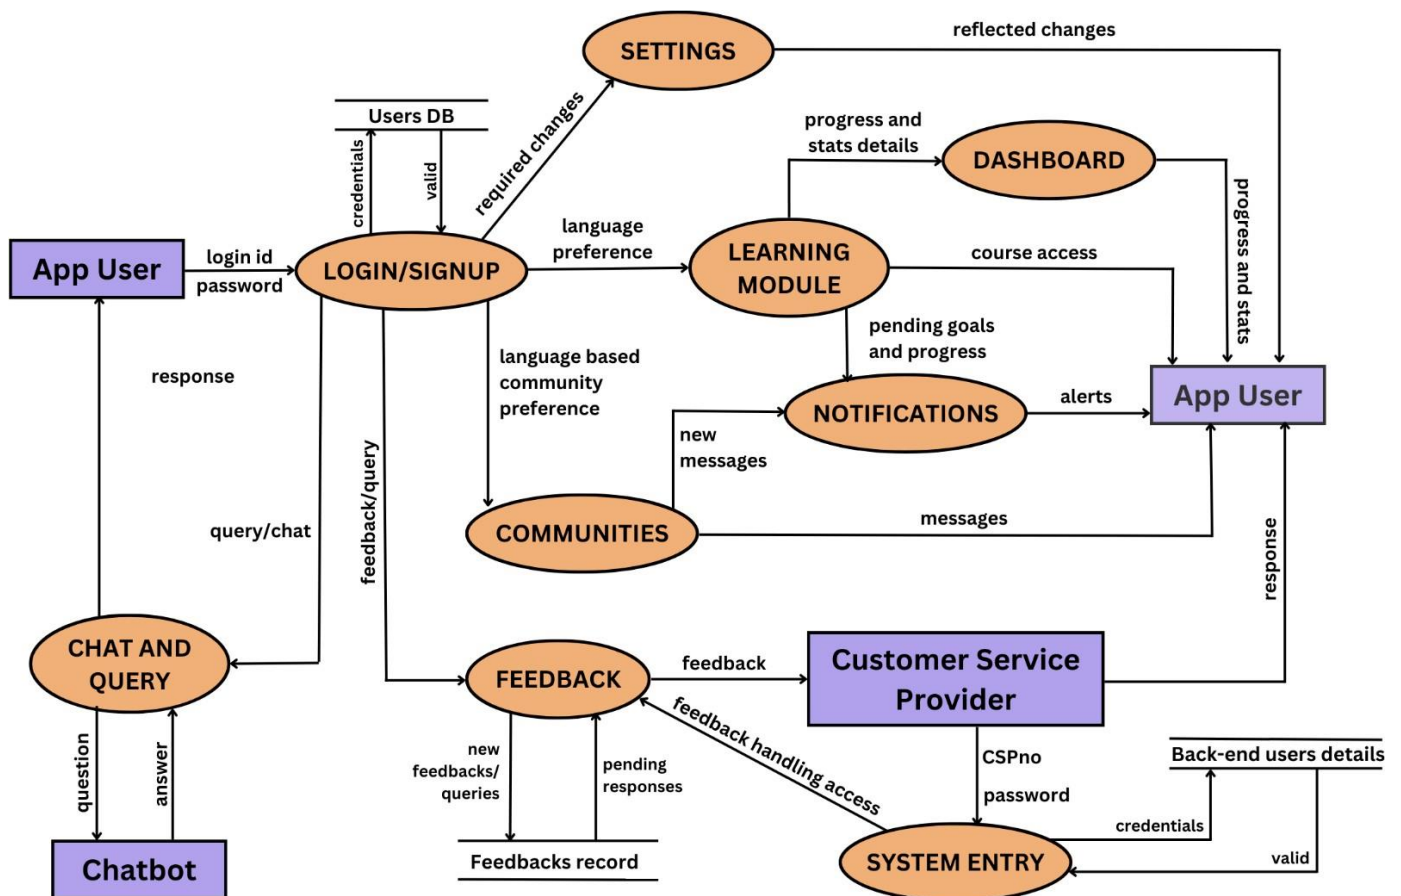 SETTINGS
reflected changes
Users DB
required changes
credentials
valid
progress and
stats details
DASHBOARD
progress and stats
App User
login id
password
LOGIN/SIGNUP
language
preference
LEARNING
MODULE
course access
response
language based
community
preference
pending goals
and progress
NOTIFICATIONS
alerts
App User
new
messages
feedback/query
query/chat
COMMUNITIES
messages
response
CHAT AND
QUERY
FEEDBACK
feedback
Customer Service
Provider
question
answer
new
feedbacks/
queries
pending
responses
feedback handling access
CSPno
password
Back-end users details
credentials
valid
Chatbot
Feedbacks record
SYSTEM ENTRY